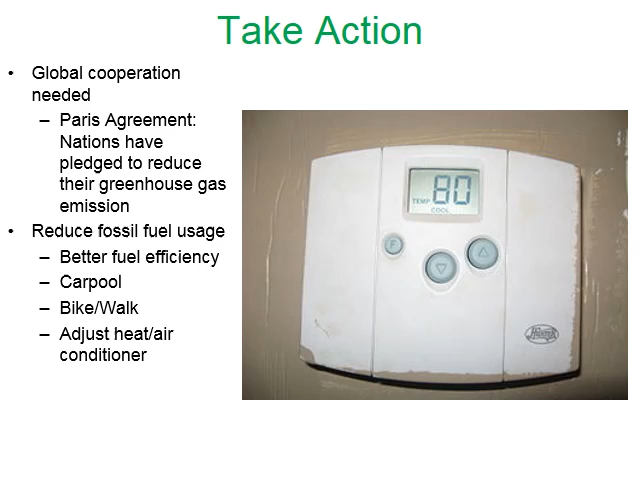 Take Action
• Global cooperation
needed
– Paris Agreement:
Nations have
pledged to reduce
their greenhouse gas
emission
• Reduce fossil fuel usage
– Better fuel efficiency
– Carpool
– Bike/Walk
– Adjust heat/air
conditioner
80
TEMP
COOL
F
HUNTER